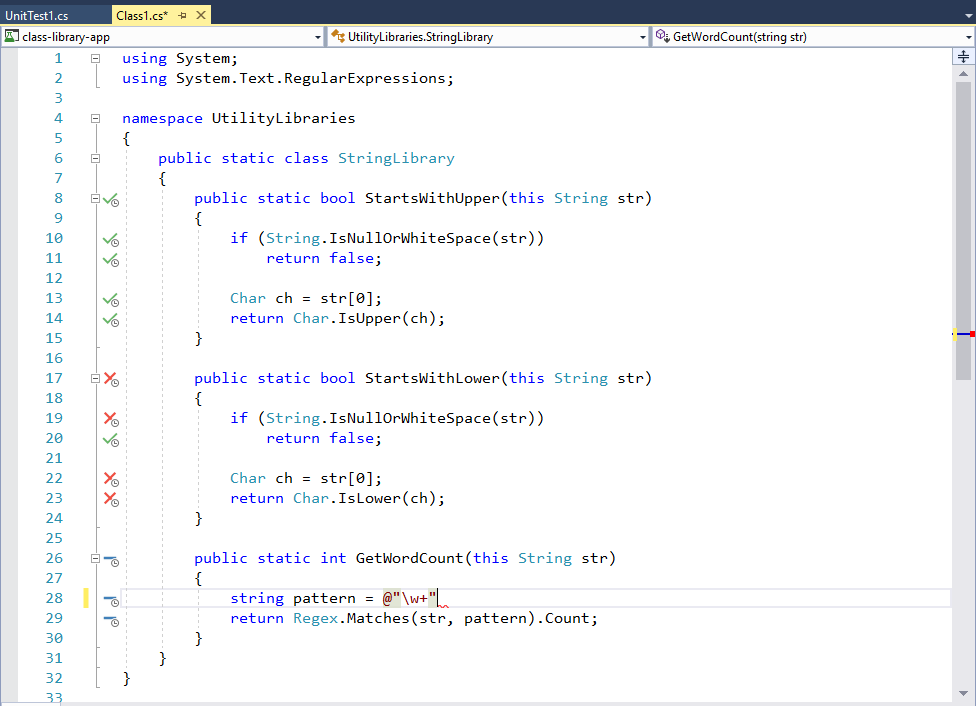 UnitTest1.cs Class1.cs*
class-library-app UtilityLibraries.StringLibrary GetWordCount(string str)
1 using System;
2 using System.Text.RegularExpressions;
3
4 namespace UtilityLibraries
5 {
6 public static class StringLibrary
7 {
8 public static bool StartsWithUpper(this String str)
9 {
10 if (String.IsNullOrWhiteSpace(str))
11 return false;
12
13 Char ch = str[0];
14 return Char.IsUpper(ch);
15 }
16
17 public static bool StartsWithLower(this String str)
18 {
19 if (String.IsNullOrWhiteSpace(str))
20 return false;
21
22 Char ch = str[0];
23 return Char.IsLower(ch);
24 }
25
26 public static int GetWordCount(this String str)
27 {
28 string pattern = @"\w+"
29 return Regex.Matches(str, pattern).Count;
30 }
31 }
32 }
33